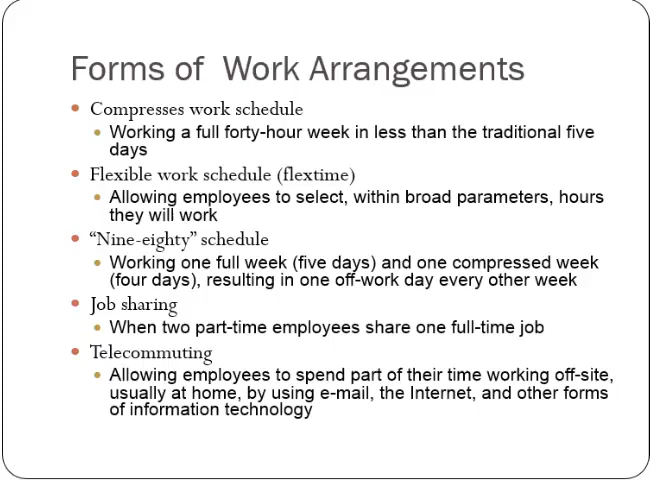 Forms of Work Arrangements
• Compresses work schedule
• Working a full forty-hour week in less than the traditional five
days
• Flexible work schedule (flextime)
• Allowing employees to select, within broad parameters, hours
they will work
• “Nine-eighty” schedule
• Working one full week (five days) and one compressed week
(four days), resulting in one off-work day every other week
• Job sharing
• When two part-time employees share one full-time job
• Telecommuting
• Allowing employees to spend part of their time working off-site,
usually at home, by using e-mail, the Internet, and other forms
of information technology